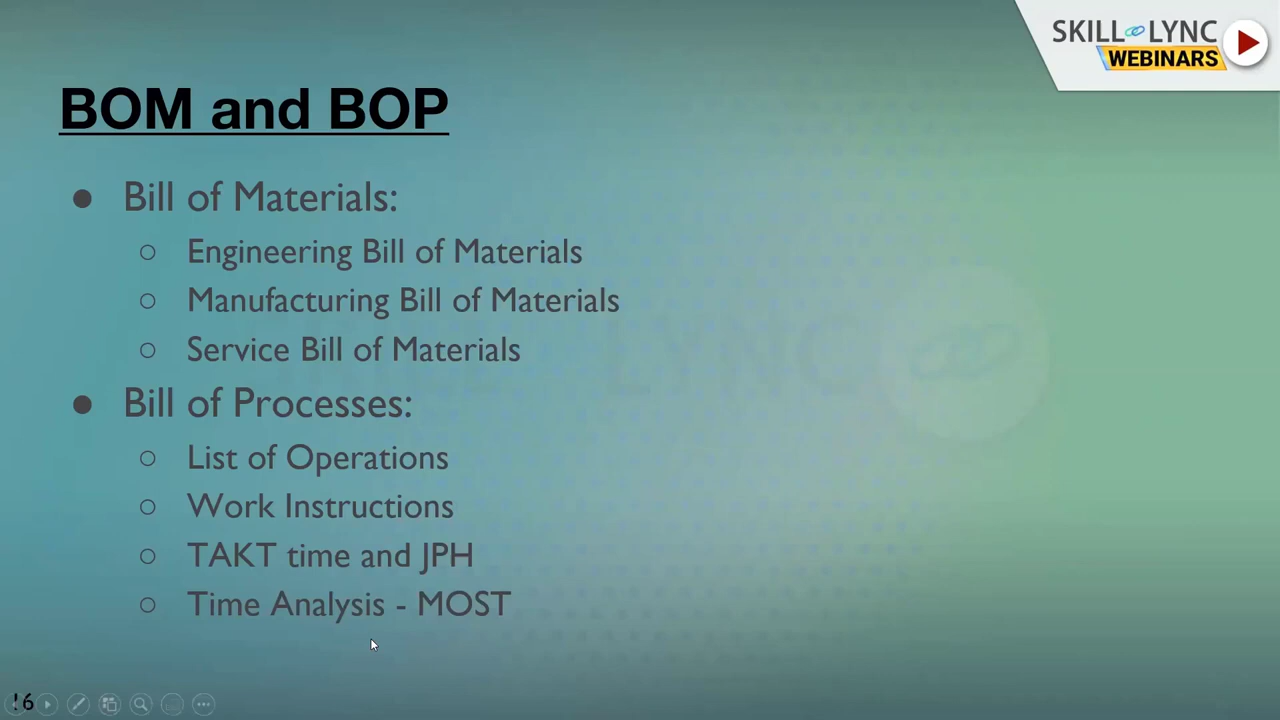 SKILL LYNC
WEBINARS
BOM and BOP
● Bill of Materials:
○ Engineering Bill of Materials
○ Manufacturing Bill of Materials
○ Service Bill of Materials
● Bill of Processes:
○ List of Operations
○ Work Instructions
○ TAKT time and JPH
○ Time Analysis - MOST